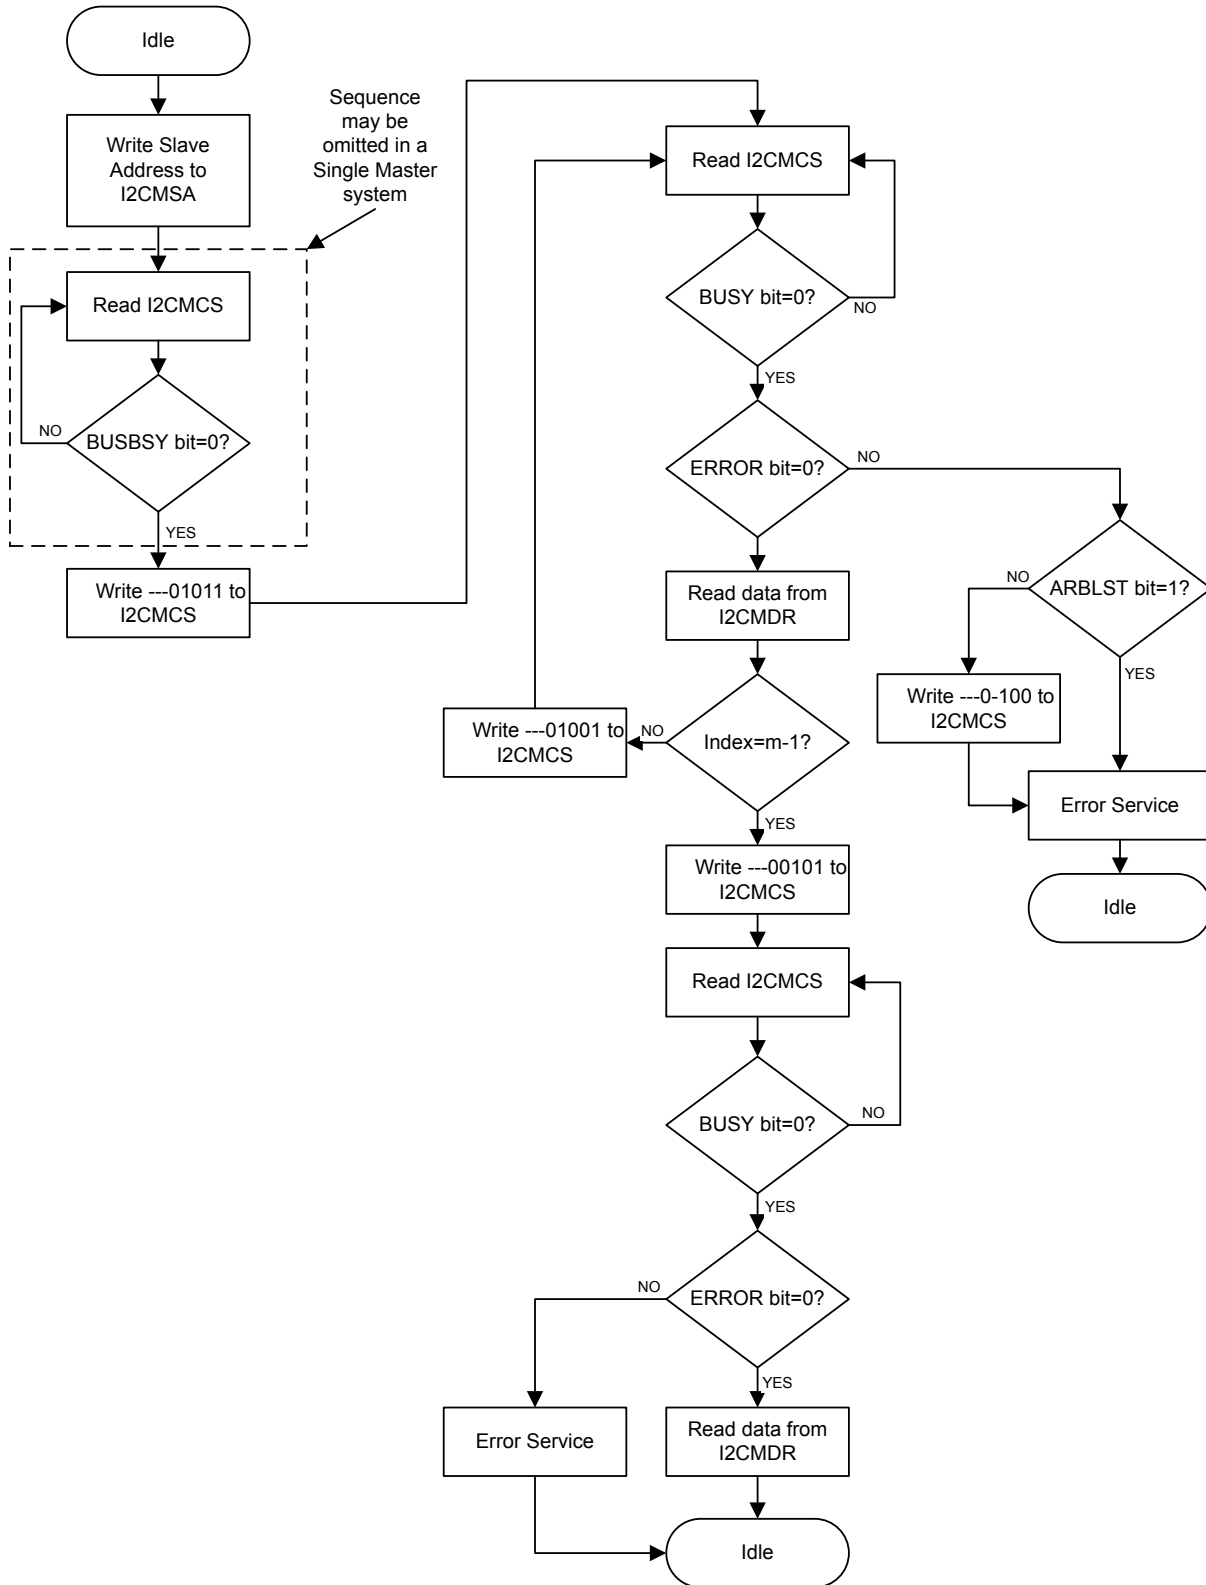 Idle
Write Slave
Address to
I2CMSA
Sequence
may be
omitted in a
Single Master
system
Read I2CMCS
BUSBSY bit=0?
NO
YES
Write ---01011 to
I2CMCS
Read I2CMCS
BUSY bit=0?
NO
YES
ERROR bit=0?
NO
ARBLST bit=1?
NO
YES
Write ---0-100 to
I2CMCS
Error Service
Idle
Read data from
I2CMDR
Index=m-1?
NO
Write ---01001 to
I2CMCS
YES
Write ---00101 to
I2CMCS
Read I2CMCS
BUSY bit=0?
NO
YES
ERROR bit=0?
NO
YES
Error Service
Read data from
I2CMDR
Idle